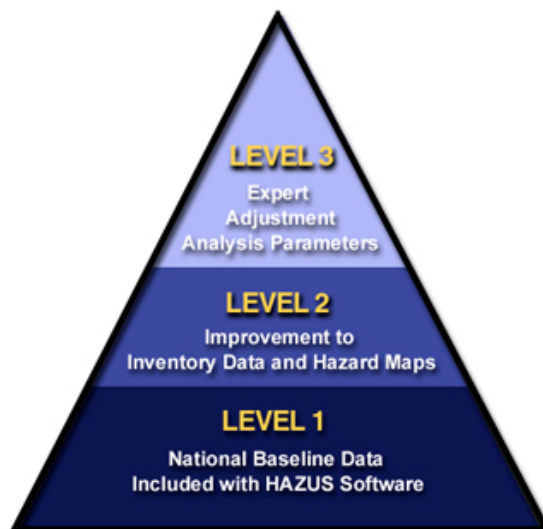 LEVEL 3
Expert
Adjustment
Analysis Parameters
LEVEL 2
Improvement to
Inventory Data and Hazard Maps
LEVEL 1
National Baseline Data
Included with HAZUS Software